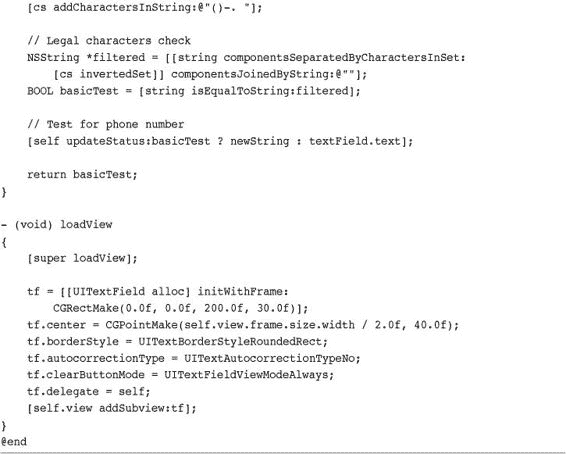 [cs addCharactersInString:@"()-. "];

    // Legal characters check
    NSString *filtered = [[string componentsSeparatedByCharactersInSet:
        [cs invertedSet]] componentsJoinedByString:@""];
    BOOL basicTest = [string isEqualToString:filtered];

    // Test for phone number
    [self updateStatus:basicTest ? newString : textField.text];

    return basicTest;
}

- (void) loadView
{
    [super loadView];

    tf = [[UITextField alloc] initWithFrame:
        CGRectMake(0.0f, 0.0f, 200.0f, 30.0f)];
    tf.center = CGPointMake(self.view.frame.size.width / 2.0f, 40.0f);
    tf.borderStyle = UITextBorderStyleRoundedRect;
    tf.autocorrectionType = UITextAutocorrectionTypeNo;
    tf.clearButtonMode = UITextFieldViewModeAlways;
    tf.delegate = self;
    [self.view addSubview:tf];
}
@end